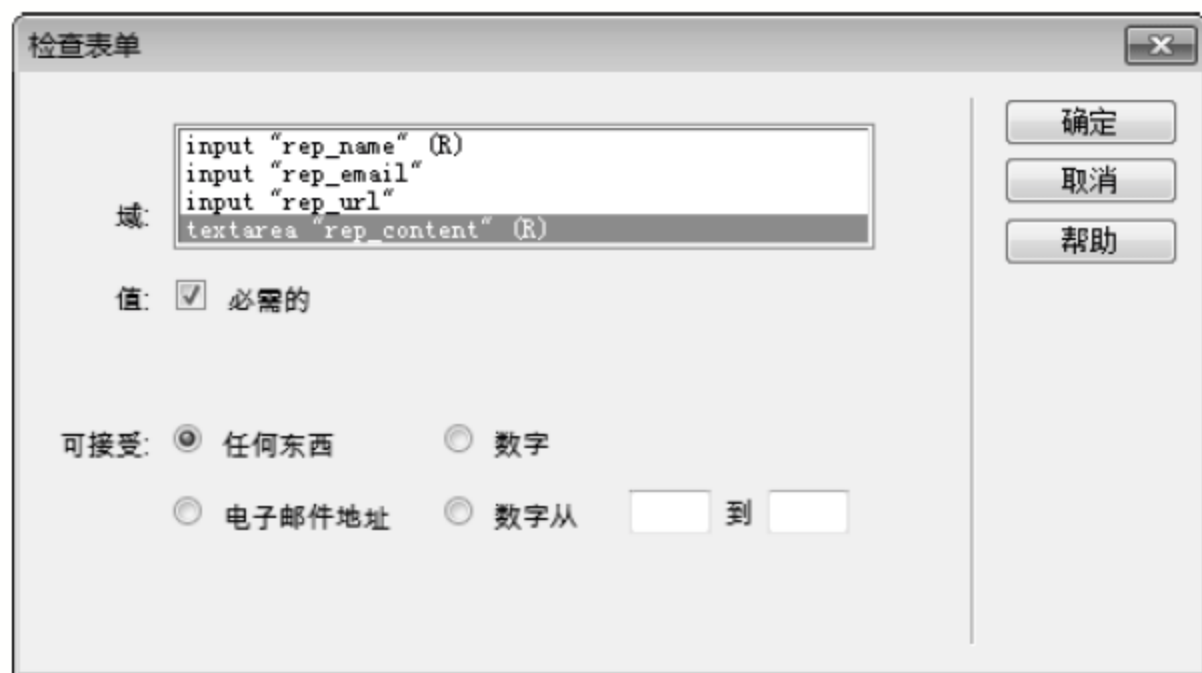 检查表单
域:
input "rep_name" (R)
input "rep_email"
input "rep_url"
textarea "rep_content" (R)
值: 必需的
可接受: 任何东西 数字
电子邮件地址 数字从 到
确定
取消
帮助